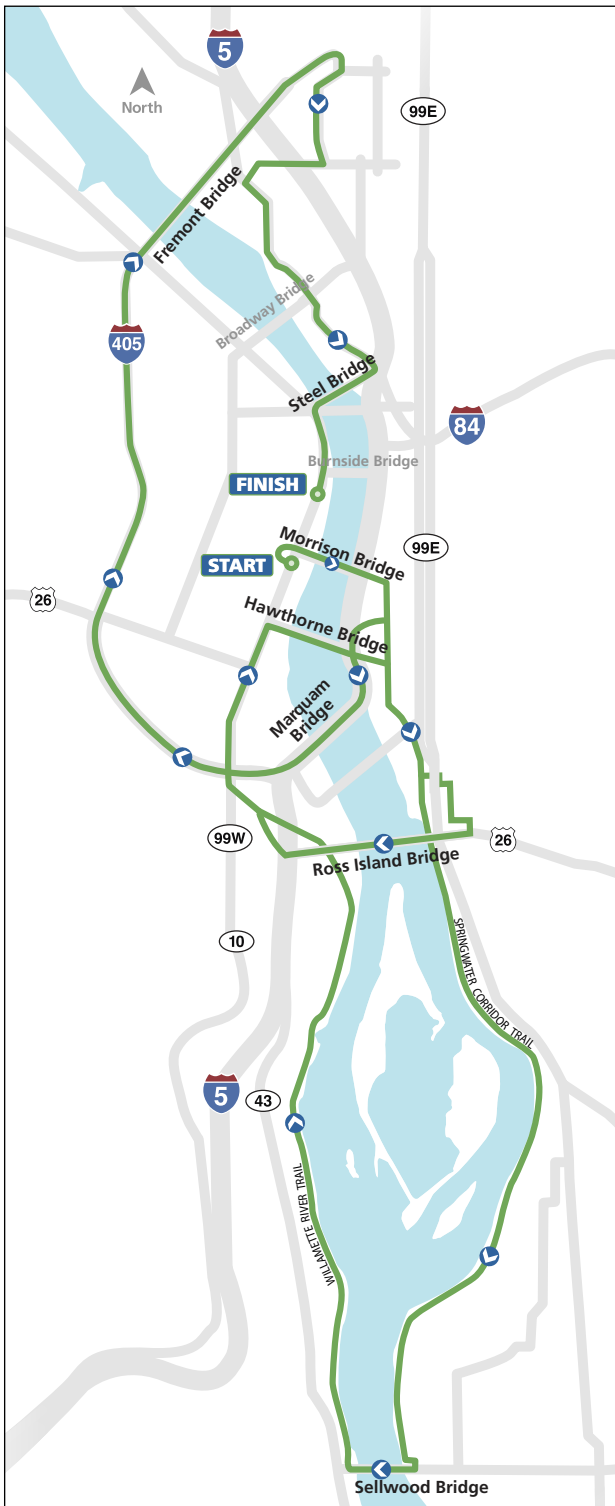 5
North
99E
Fremont Bridge
405
Broadway Bridge
Steel Bridge
84
Burnside Bridge
FINISH
Morrison Bridge
99E
START
26
Hawthorne Bridge
Marquam
Bridge
99W
26
Ross Island Bridge
10
SPRINGWATER CORRIDOR TRAIL
5
43
WILLAMETTE RIVER TRAIL
Sellwood Bridge